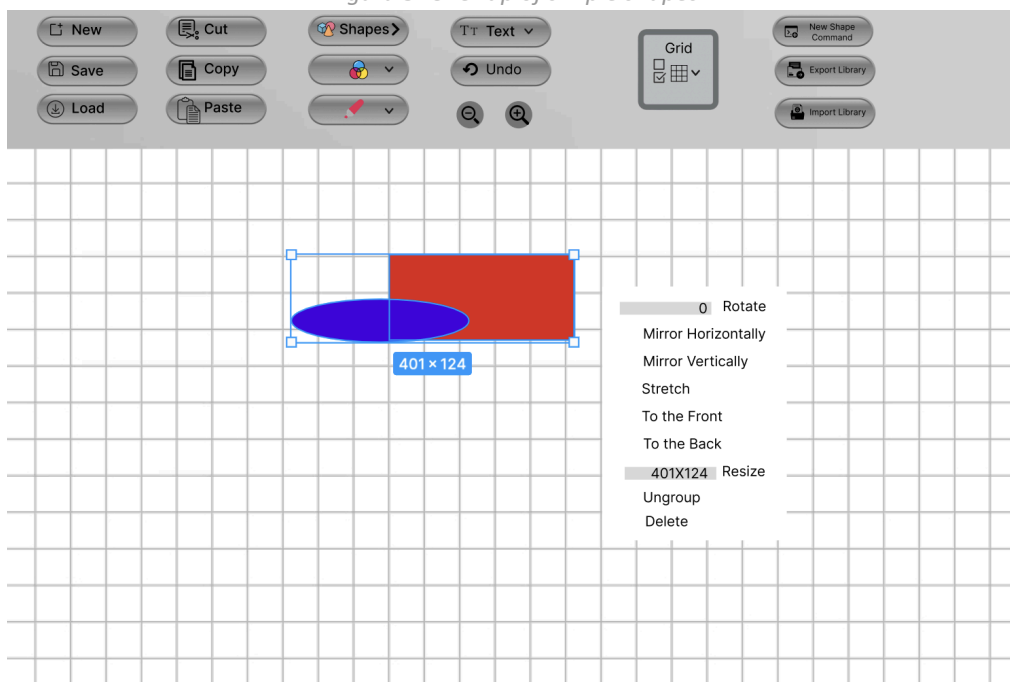 New
Cut
Shapes
TT Text
New Shape
Command
Save
Copy
Undo
Grid
Export Library
Load
Paste
Import Library
401 × 124
0 Rotate
Mirror Horizontally
Mirror Vertically
Stretch
To the Front
To the Back
401X124 Resize
Ungroup
Delete